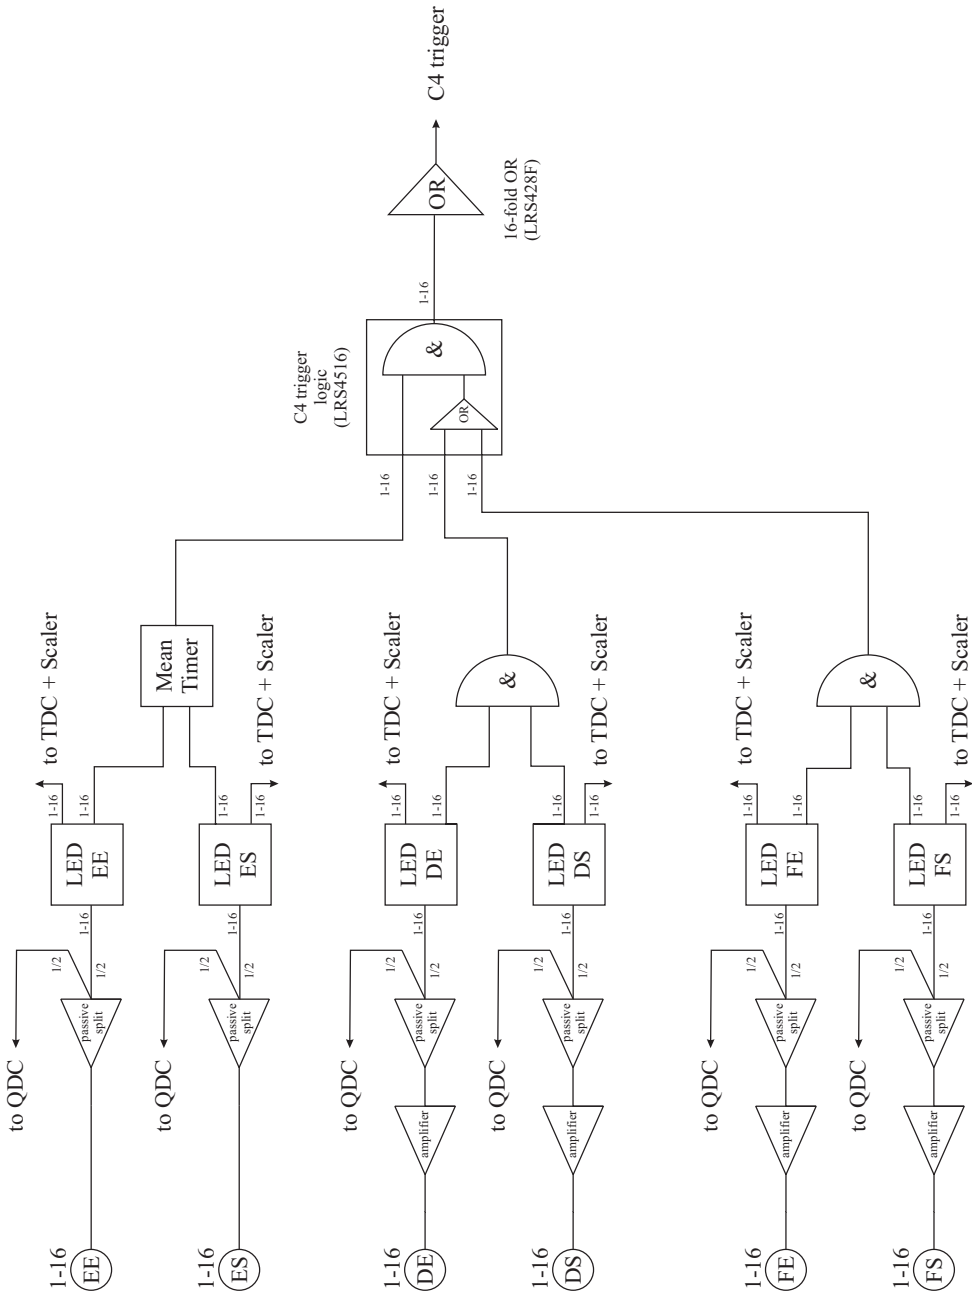 1-16
EE
to QDC
passive
split
1/2
1/2
1-16
LED
EE
1-16
1-16
to TDC + Scaler
1-16
ES
to QDC
passive
split
1/2
1/2
1-16
LED
ES
1-16
1-16
to TDC + Scaler
Mean
Timer
1-16
DE
amplifier
to QDC
passive
split
1/2
1/2
1-16
LED
DE
1-16
1-16
to TDC + Scaler
1-16
DS
amplifier
to QDC
passive
split
1/2
1/2
1-16
LED
DS
1-16
1-16
to TDC + Scaler
&
1-16
FE
amplifier
to QDC
passive
split
1/2
1/2
1-16
LED
FE
1-16
1-16
to TDC + Scaler
1-16
FS
amplifier
to QDC
passive
split
1/2
1/2
1-16
LED
FS
1-16
1-16
to TDC + Scaler
&
1-16
1-16
1-16
C4 trigger
logic
(LRS4516)
OR
&
1-16
OR
16-fold OR
(LRS428F)
C4 trigger